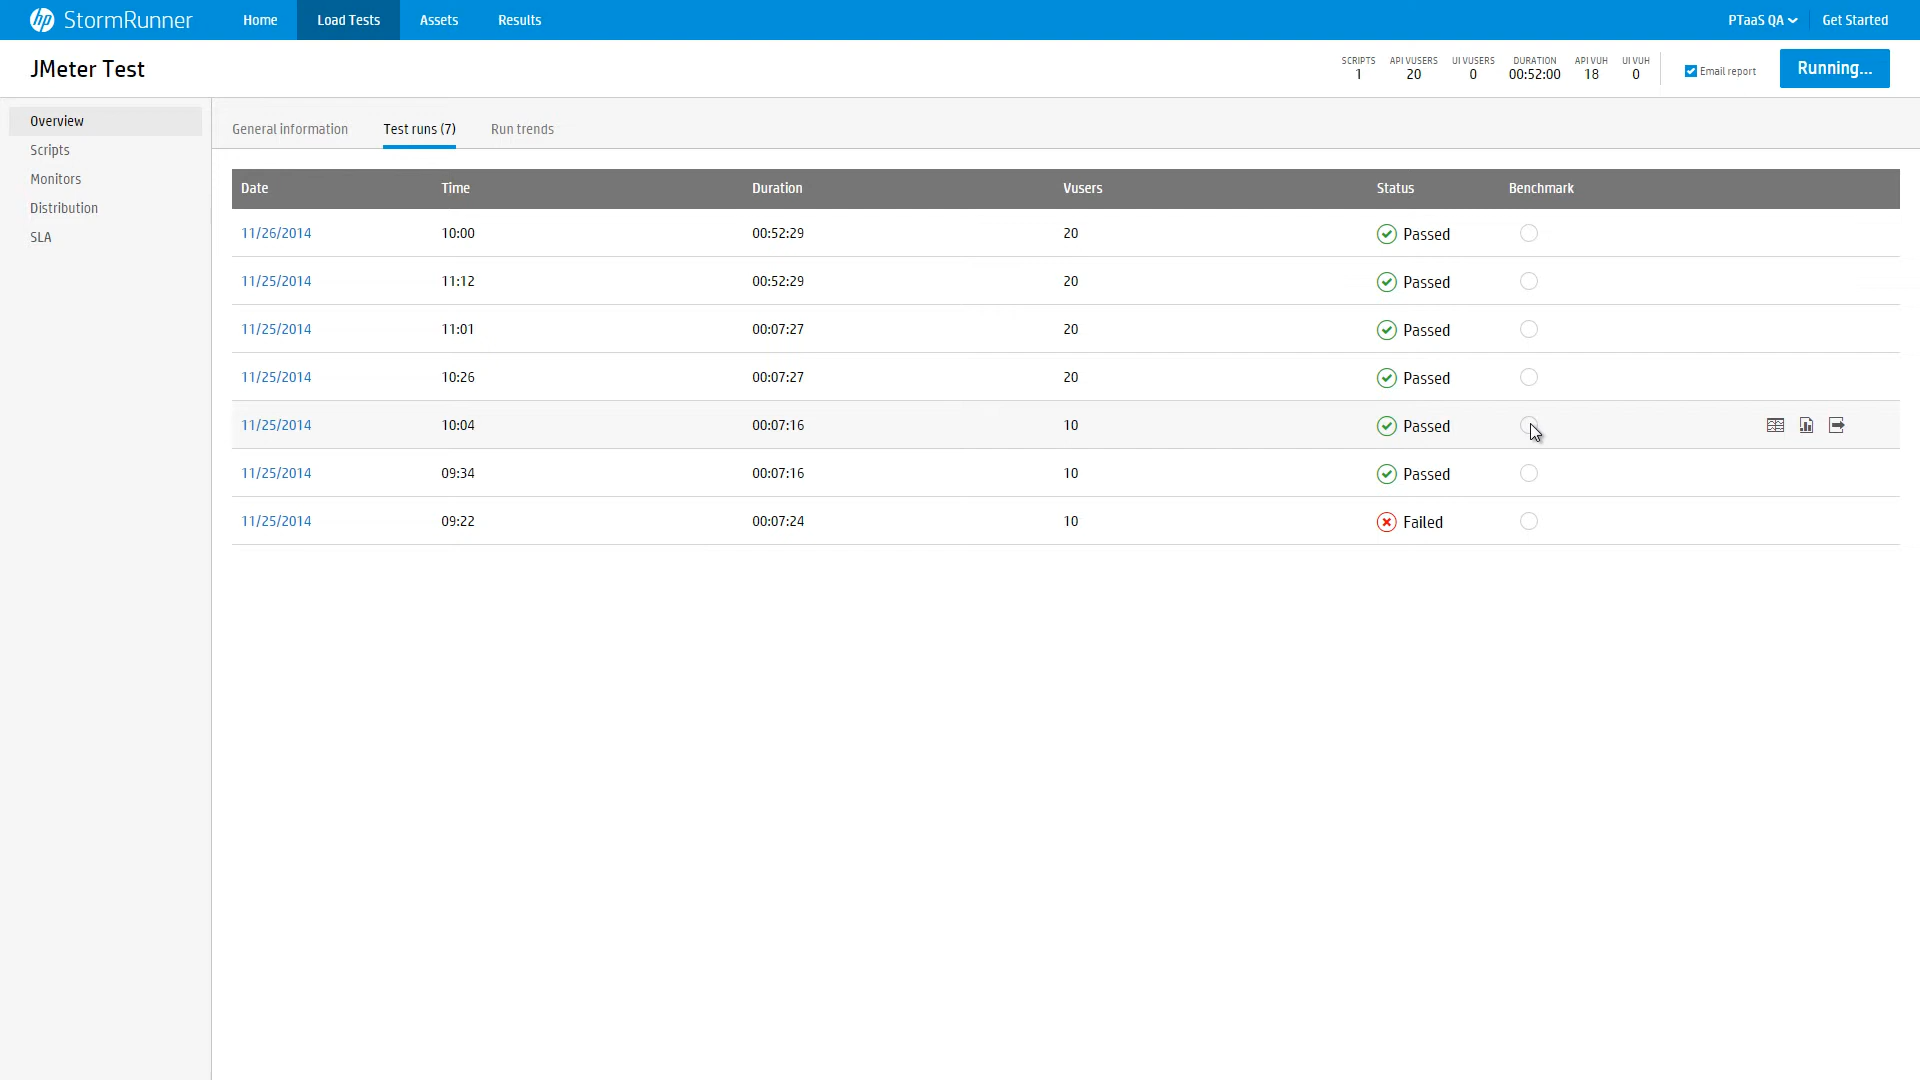 hp StormRunner Home Load Tests Assets Results PTaaS QA Get Started
JMeter Test
SCRIPTS API VUSERS UI VUSERS DURATION API VUH UI VUH
1 20 0 00:52:00 18 0
Email report
Running...
Overview
Scripts
Monitors
Distribution
SLA
General information Test runs (7) Run trends
Date Time Duration Vusers Status Benchmark
11/26/2014 10:00 00:52:29 20 Passed
11/25/2014 11:12 00:52:29 20 Passed
11/25/2014 11:01 00:07:27 20 Passed
11/25/2014 10:26 00:07:27 20 Passed
11/25/2014 10:04 00:07:16 10 Passed
11/25/2014 09:34 00:07:16 10 Passed
11/25/2014 09:22 00:07:24 10 Failed